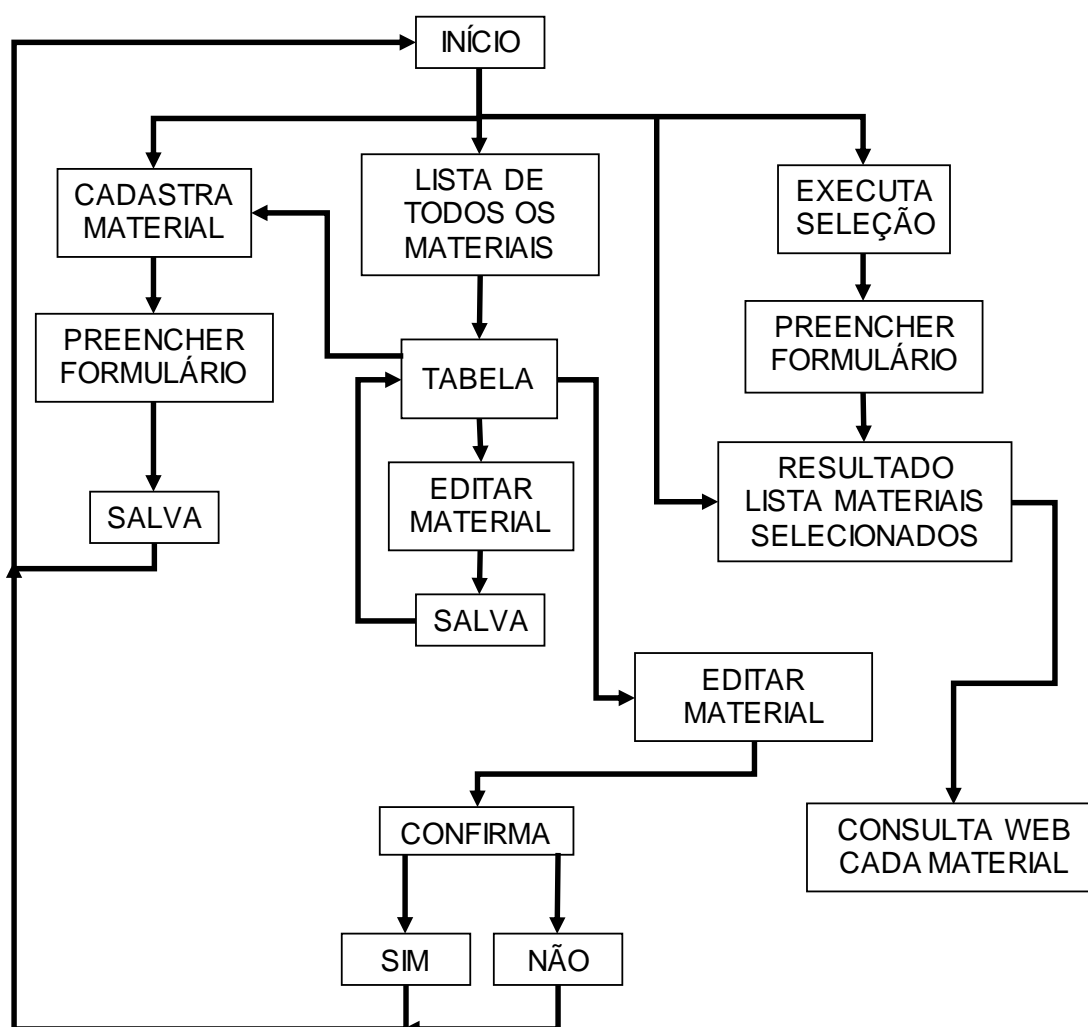 INÍCIO
CADASTRA
MATERIAL
LISTA DE
TODOS OS
MATERIAIS
EXECUTA
SELEÇÃO
PREENCHER
FORMULÁRIO
TABELA
PREENCHER
FORMULÁRIO
SALVA
EDITAR
MATERIAL
RESULTADO
LISTA MATERIAIS
SELECIONADOS
SALVA
EDITAR
MATERIAL
CONFIRMA
CONSULTA WEB
CADA MATERIAL
SIM
NÃO